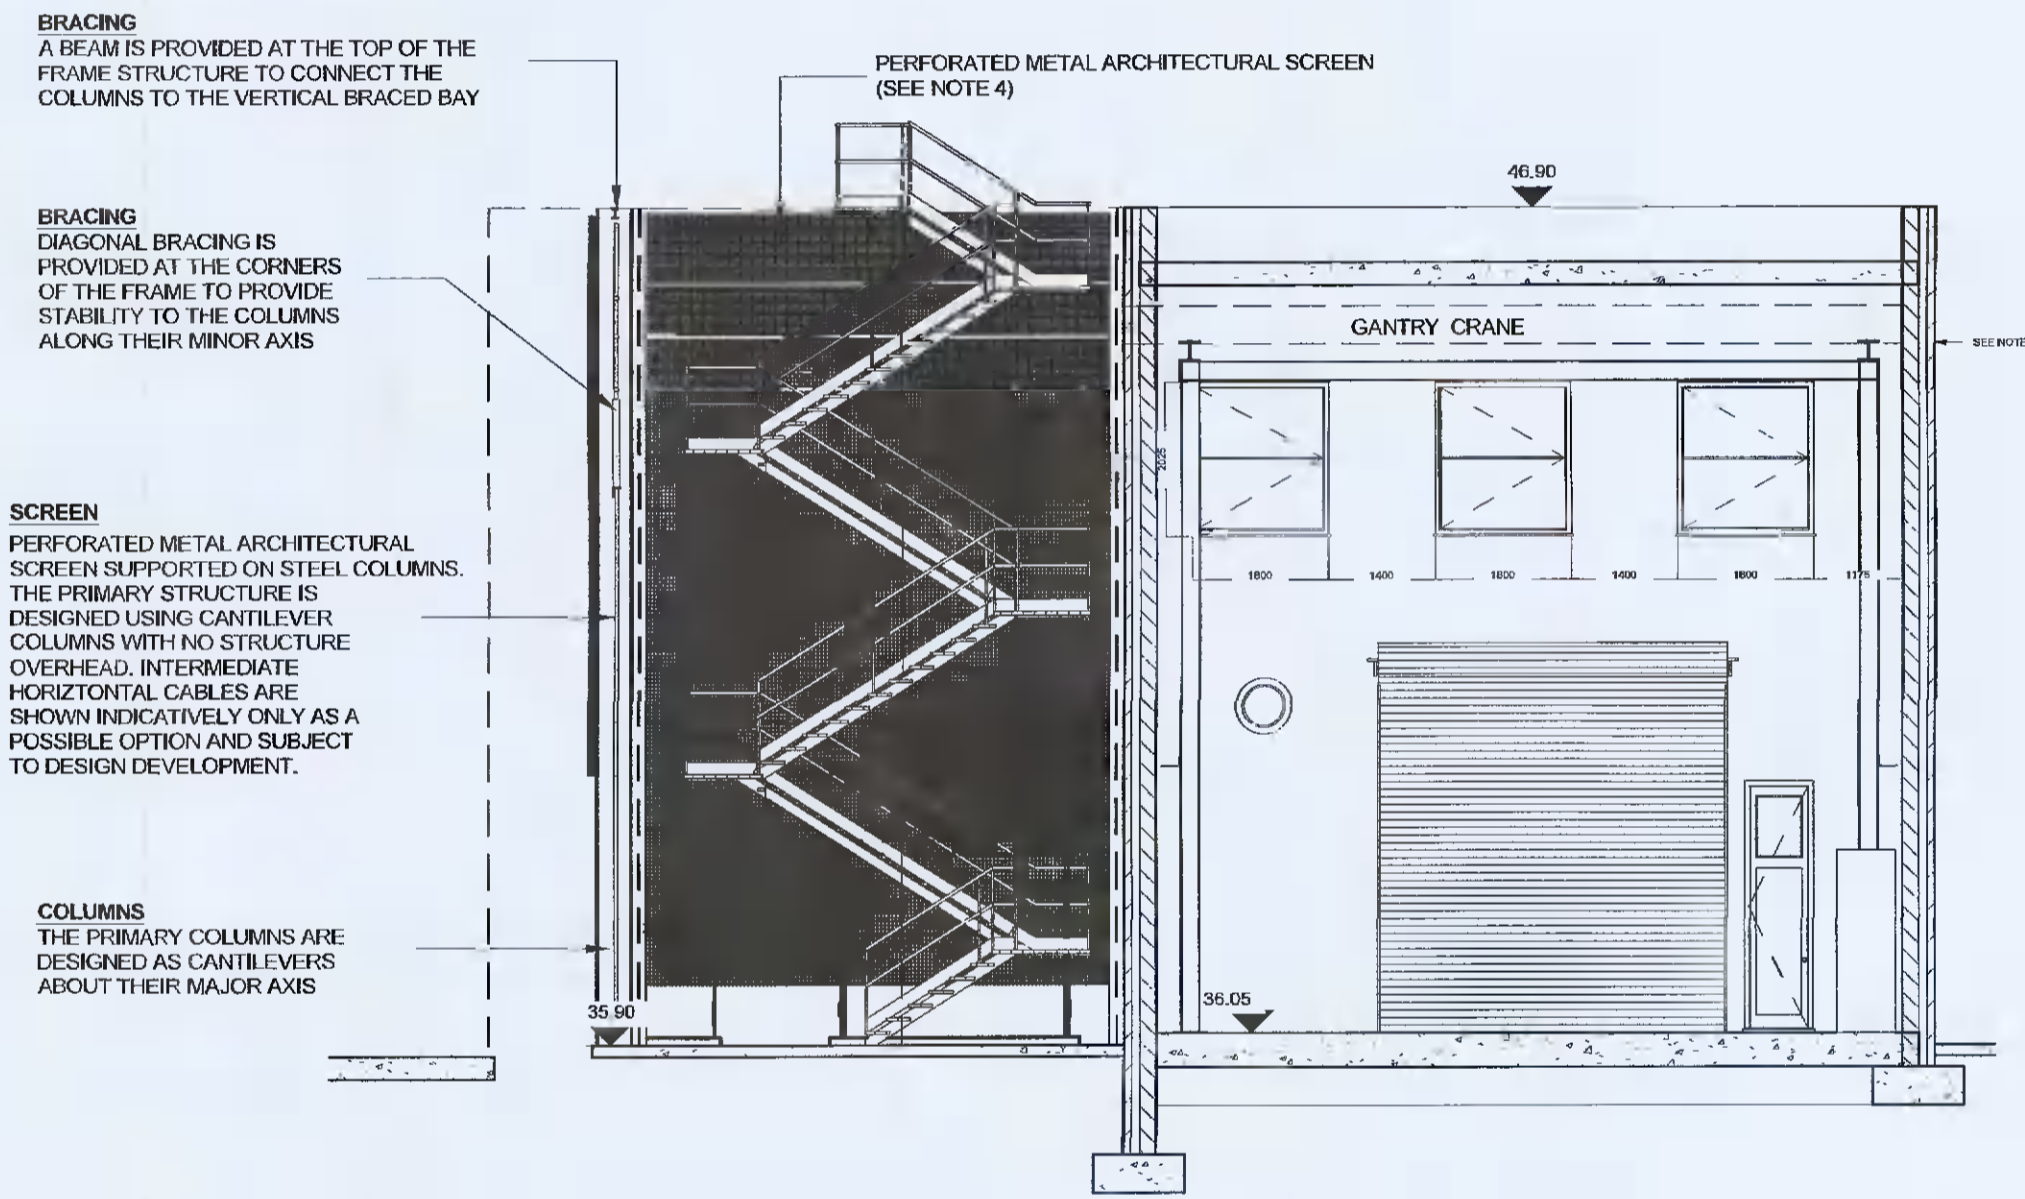 BRACING
A BEAM IS PROVIDED AT THE TOP OF THE
FRAME STRUCTURE TO CONNECT THE
COLUMNS TO THE VERTICAL BRACED BAY
PERFORATED METAL ARCHITECTURAL SCREEN
(SEE NOTE 4)
46.90
BRACING
DIAGONAL BRACING IS
PROVIDED AT THE CORNERS
OF THE FRAME TO PROVIDE
STABILITY TO THE COLUMNS
ALONG THEIR MINOR AXIS
GANTRY CRANE
SEE NOTE
2025
SCREEN
PERFORATED METAL ARCHITECTURAL
SCREEN SUPPORTED ON STEEL COLUMNS.
THE PRIMARY STRUCTURE IS
DESIGNED USING CANTILEVER
COLUMNS WITH NO STRUCTURE
OVERHEAD. INTERMEDIATE
HORIZTONTAL CABLES ARE
SHOWN INDICATIVELY ONLY AS A
POSSIBLE OPTION AND SUBJECT
TO DESIGN DEVELOPMENT.
1800 1400 1800 1400 1800 1175
COLUMNS
THE PRIMARY COLUMNS ARE
DESIGNED AS CANTILEVERS
ABOUT THEIR MAJOR AXIS
35.90
36.05